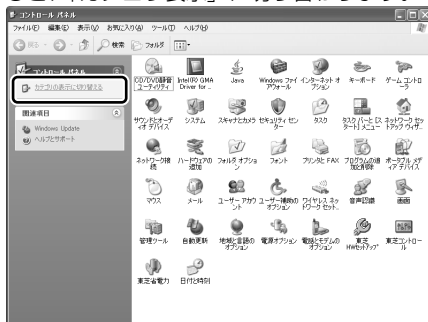 コントロール パネル
ファイル(F) 編集(E) 表示(V) お気に入り(A) ツール(T) ヘルプ(H)
戻る 検索 フォルダ
コントロール パネル
カテゴリの表示に切り替える
関連項目
Windows Update
ヘルプとサポート
CD/DVD静音ユーティリティ
Intel(R) GMA Driver for ...
Java
Windows ファイアウォール
インターネット オプション
キーボード
ゲーム コントローラ
サウンドとオーディオ デバイス
システム
スキャナとカメラ
セキュリティ センター
タスク
タスク バーと [スタート] メニュー
ネットワーク セットアップ ウィザ...
ネットワーク接続
ハードウェアの追加
フォルダ オプション
フォント
プリンタと FAX
プログラムの追加と削除
ポータブル メディア デバイス
マウス
メール
ユーザー アカウント
ユーザー補助のオプション
ワイヤレス ネットワーク セット...
音声認識
画面
管理ツール
自動更新
地域と言語のオプション
電源オプション
電話とモデムのオプション
東芝HWセットアップ
東芝コントロール
東芝省電力
日付と時刻